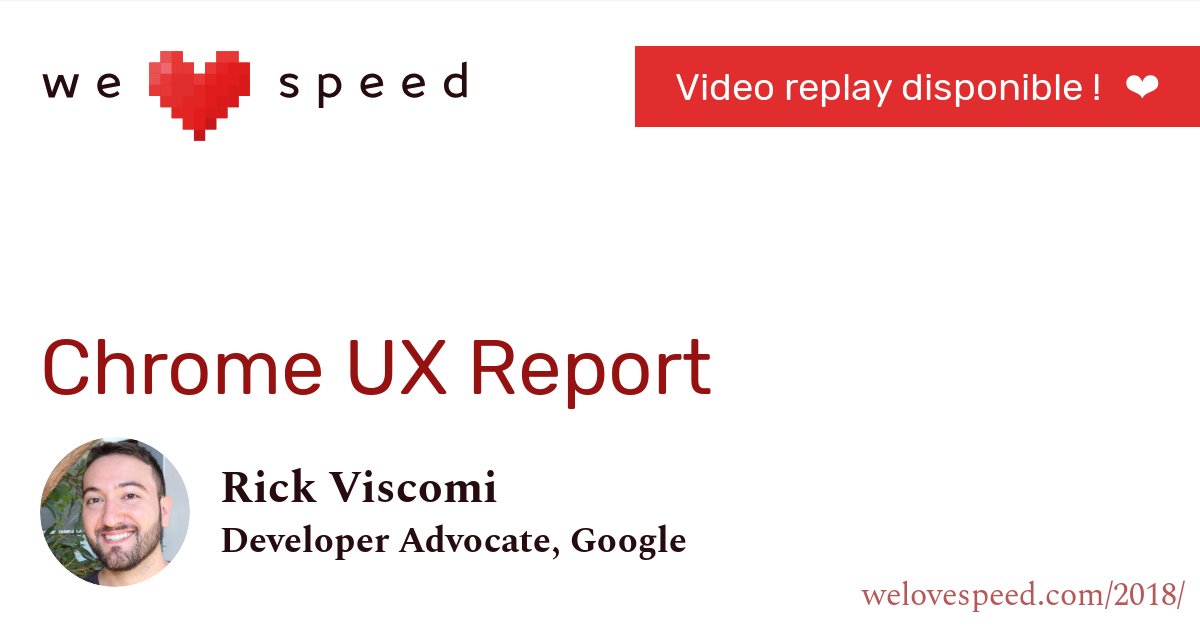 we speed
Video replay disponible ! ❤
Chrome UX Report
Rick Viscomi
Developer Advocate, Google
welovespeed.com/2018/